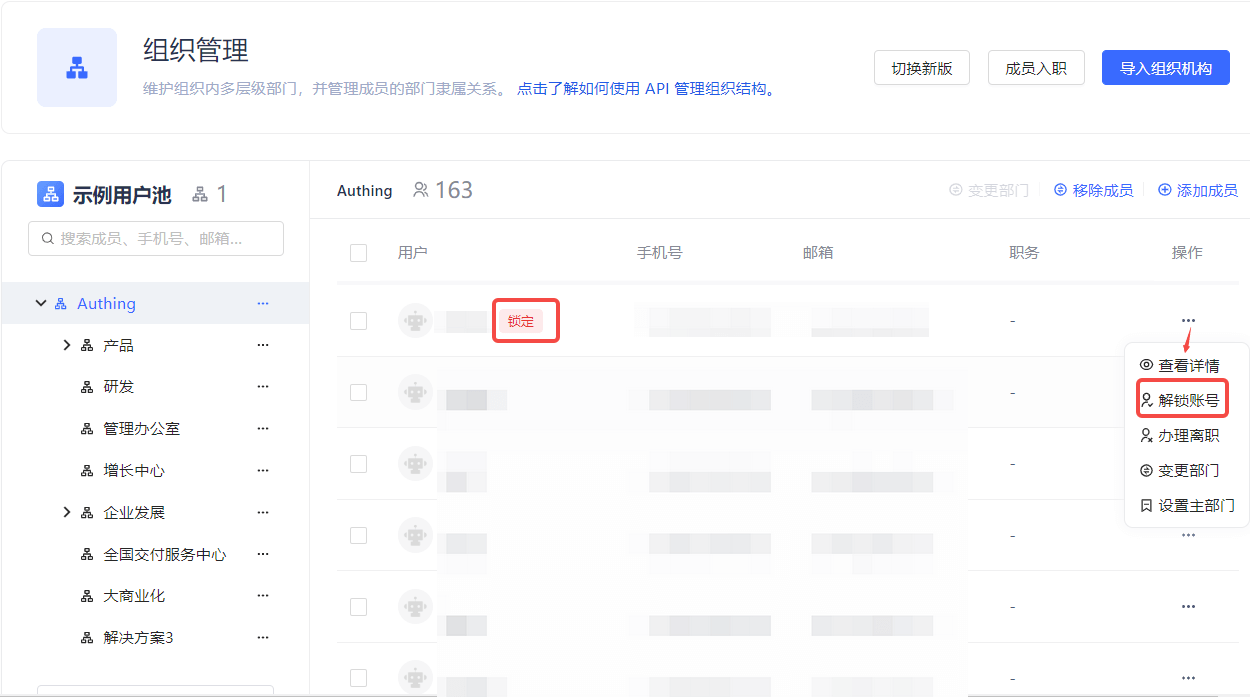 组织管理
维护组织内多层级部门，并管理成员的部门隶属关系。 点击了解如何使用 API 管理组织结构。
切换新版
成员入职
导入组织机构
示例用户池 1
搜索成员、手机号、邮箱...
Authing
产品
研发
管理办公室
增长中心
企业发展
全国交付服务中心
大商业化
解决方案3
Authing 163
变更部门
移除成员
添加成员
用户 手机号 邮箱 职务 操作
锁定 -
-
-
-
-
-
查看详情
解锁账号
办理离职
变更部门
设置主部门